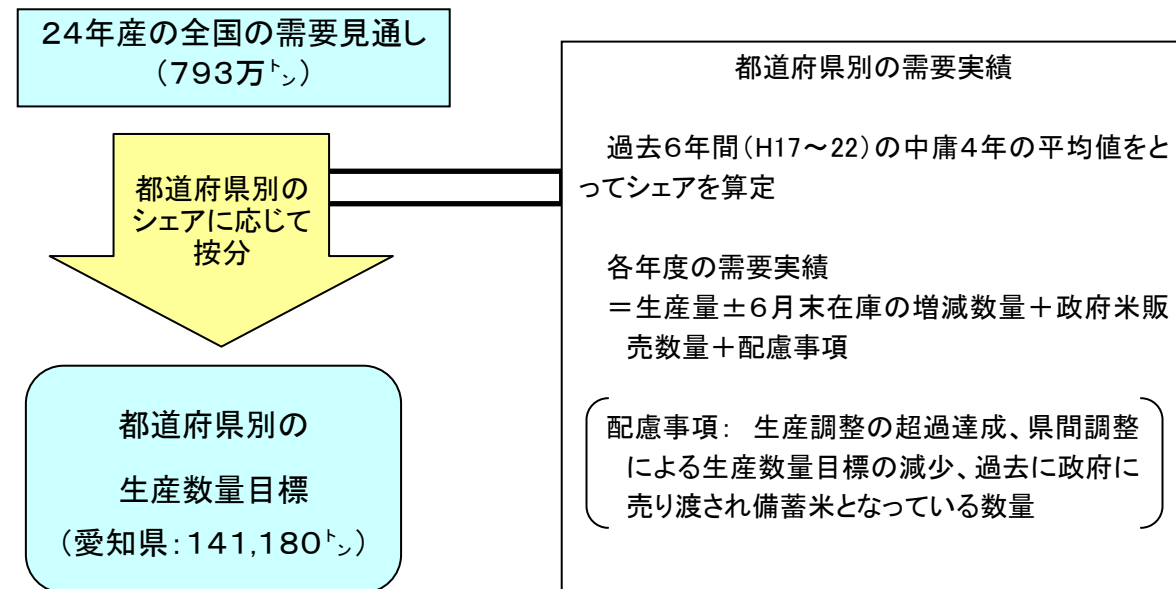 24年産の全国の需要見通し
(793万㌧)
都道府県別の
シェアに応じて
按分
都道府県別の
生産数量目標
(愛知県:141,180㌧)
都道府県別の需要実績
過去6年間(H17～22)の中庸4年の平均値をと
ってシェアを算定
各年度の需要実績
=生産量±6月末在庫の増減数量+政府米販
売数量+配慮事項
配慮事項: 生産調整の超過達成、県間調整
による生産数量目標の減少、過去に政府に
売り渡され備蓄米となっている数量